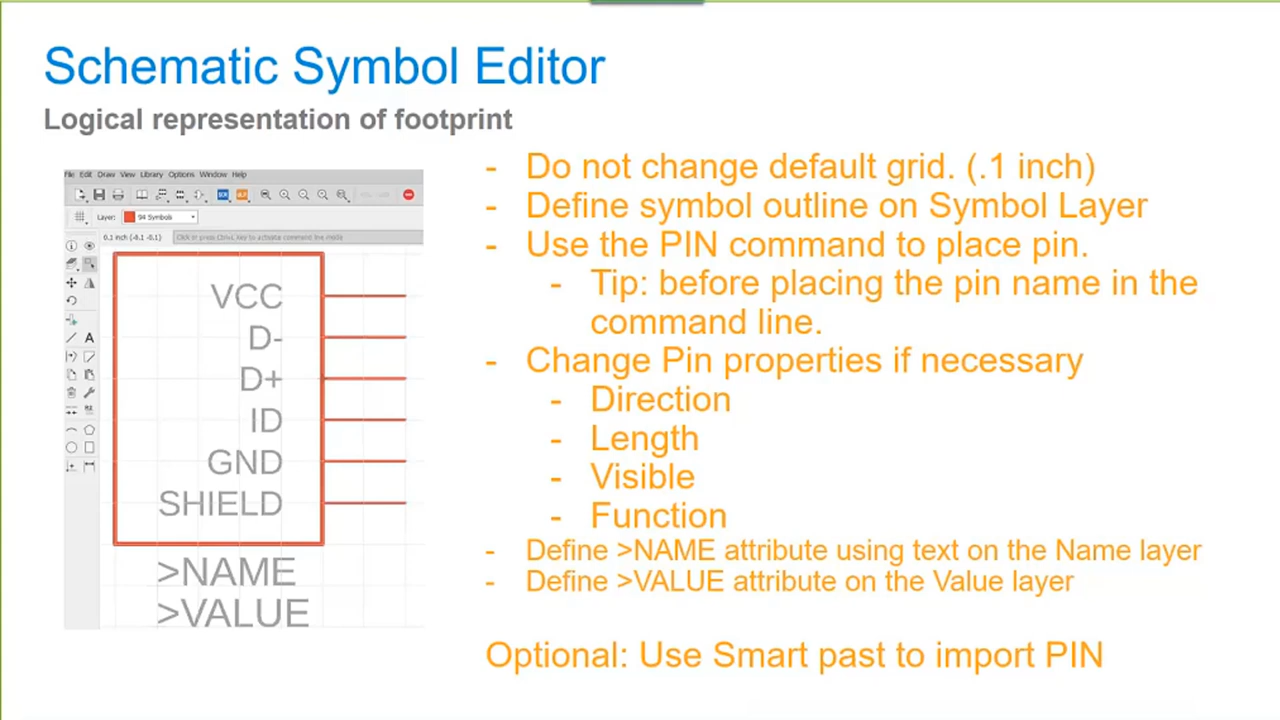 Schematic Symbol Editor
Logical representation of footprint
File Edit Draw View Library Options Window Help
Layer: 94 Symbols
0.1 inch (-0.1 -0.1) Click or press Ctrl+L key to activate command line mode
VCC
D-
D+
ID
GND
SHIELD
>NAME
>VALUE
- Do not change default grid. (.1 inch)
- Define symbol outline on Symbol Layer
- Use the PIN command to place pin.
- Tip: before placing the pin name in the
command line.
- Change Pin properties if necessary
- Direction
- Length
- Visible
- Function
- Define >NAME attribute using text on the Name layer
- Define >VALUE attribute on the Value layer
Optional: Use Smart past to import PIN